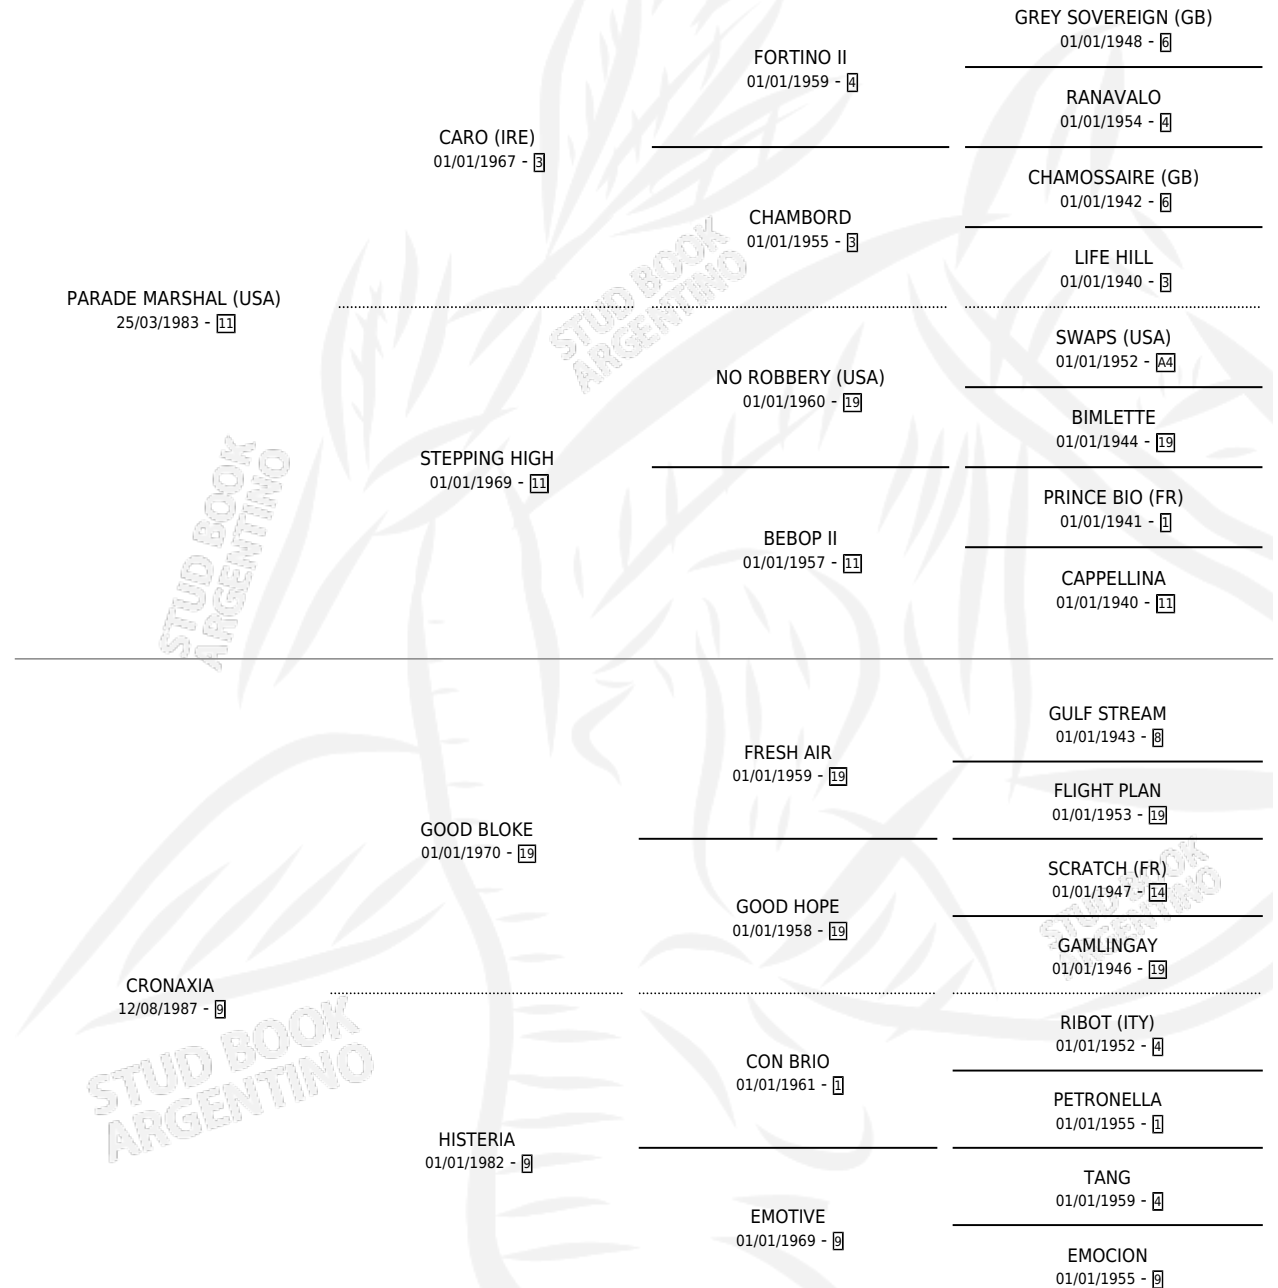 GREY SOVEREIGN (GB)
01/01/1948 - 6
FORTINO II
01/01/1959 - 4
RANAVALO
01/01/1954 - 4
CARO (IRE)
01/01/1967 - 3
CHAMOSSAIRE (GB)
01/01/1942 - 6
CHAMBORD
01/01/1955 - 3
LIFE HILL
01/01/1940 - 3
PARADE MARSHAL (USA)
25/03/1983 - 11
STUD BOOK
ARGENTINO
SWAPS (USA)
01/01/1952 - A4
NO ROBBERY (USA)
01/01/1960 - 19
BIMLETTE
01/01/1944 - 19
STEPPING HIGH
01/01/1969 - 11
PRINCE BIO (FR)
01/01/1941 - 1
BEBOP II
01/01/1957 - 11
CAPPELLINA
01/01/1940 - 11
STUD BOOK
ARGENTINO
GULF STREAM
01/01/1943 - 8
FRESH AIR
01/01/1959 - 19
FLIGHT PLAN
01/01/1953 - 19
GOOD BLOKE
01/01/1970 - 19
SCRATCH (FR)
01/01/1947 - 14
GOOD HOPE
01/01/1958 - 19
GAMLINGAY
01/01/1946 - 19
STUD BOOK
ARGENTINO
CRONAXIA
12/08/1987 - 9
RIBOT (ITY)
01/01/1952 - 4
CON BRIO
01/01/1961 - 1
PETRONELLA
01/01/1955 - 1
STUD BOOK
ARGENTINO
HISTERIA
01/01/1982 - 9
TANG
01/01/1959 - 4
EMOTIVE
01/01/1969 - 9
EMOCION
01/01/1955 - 9